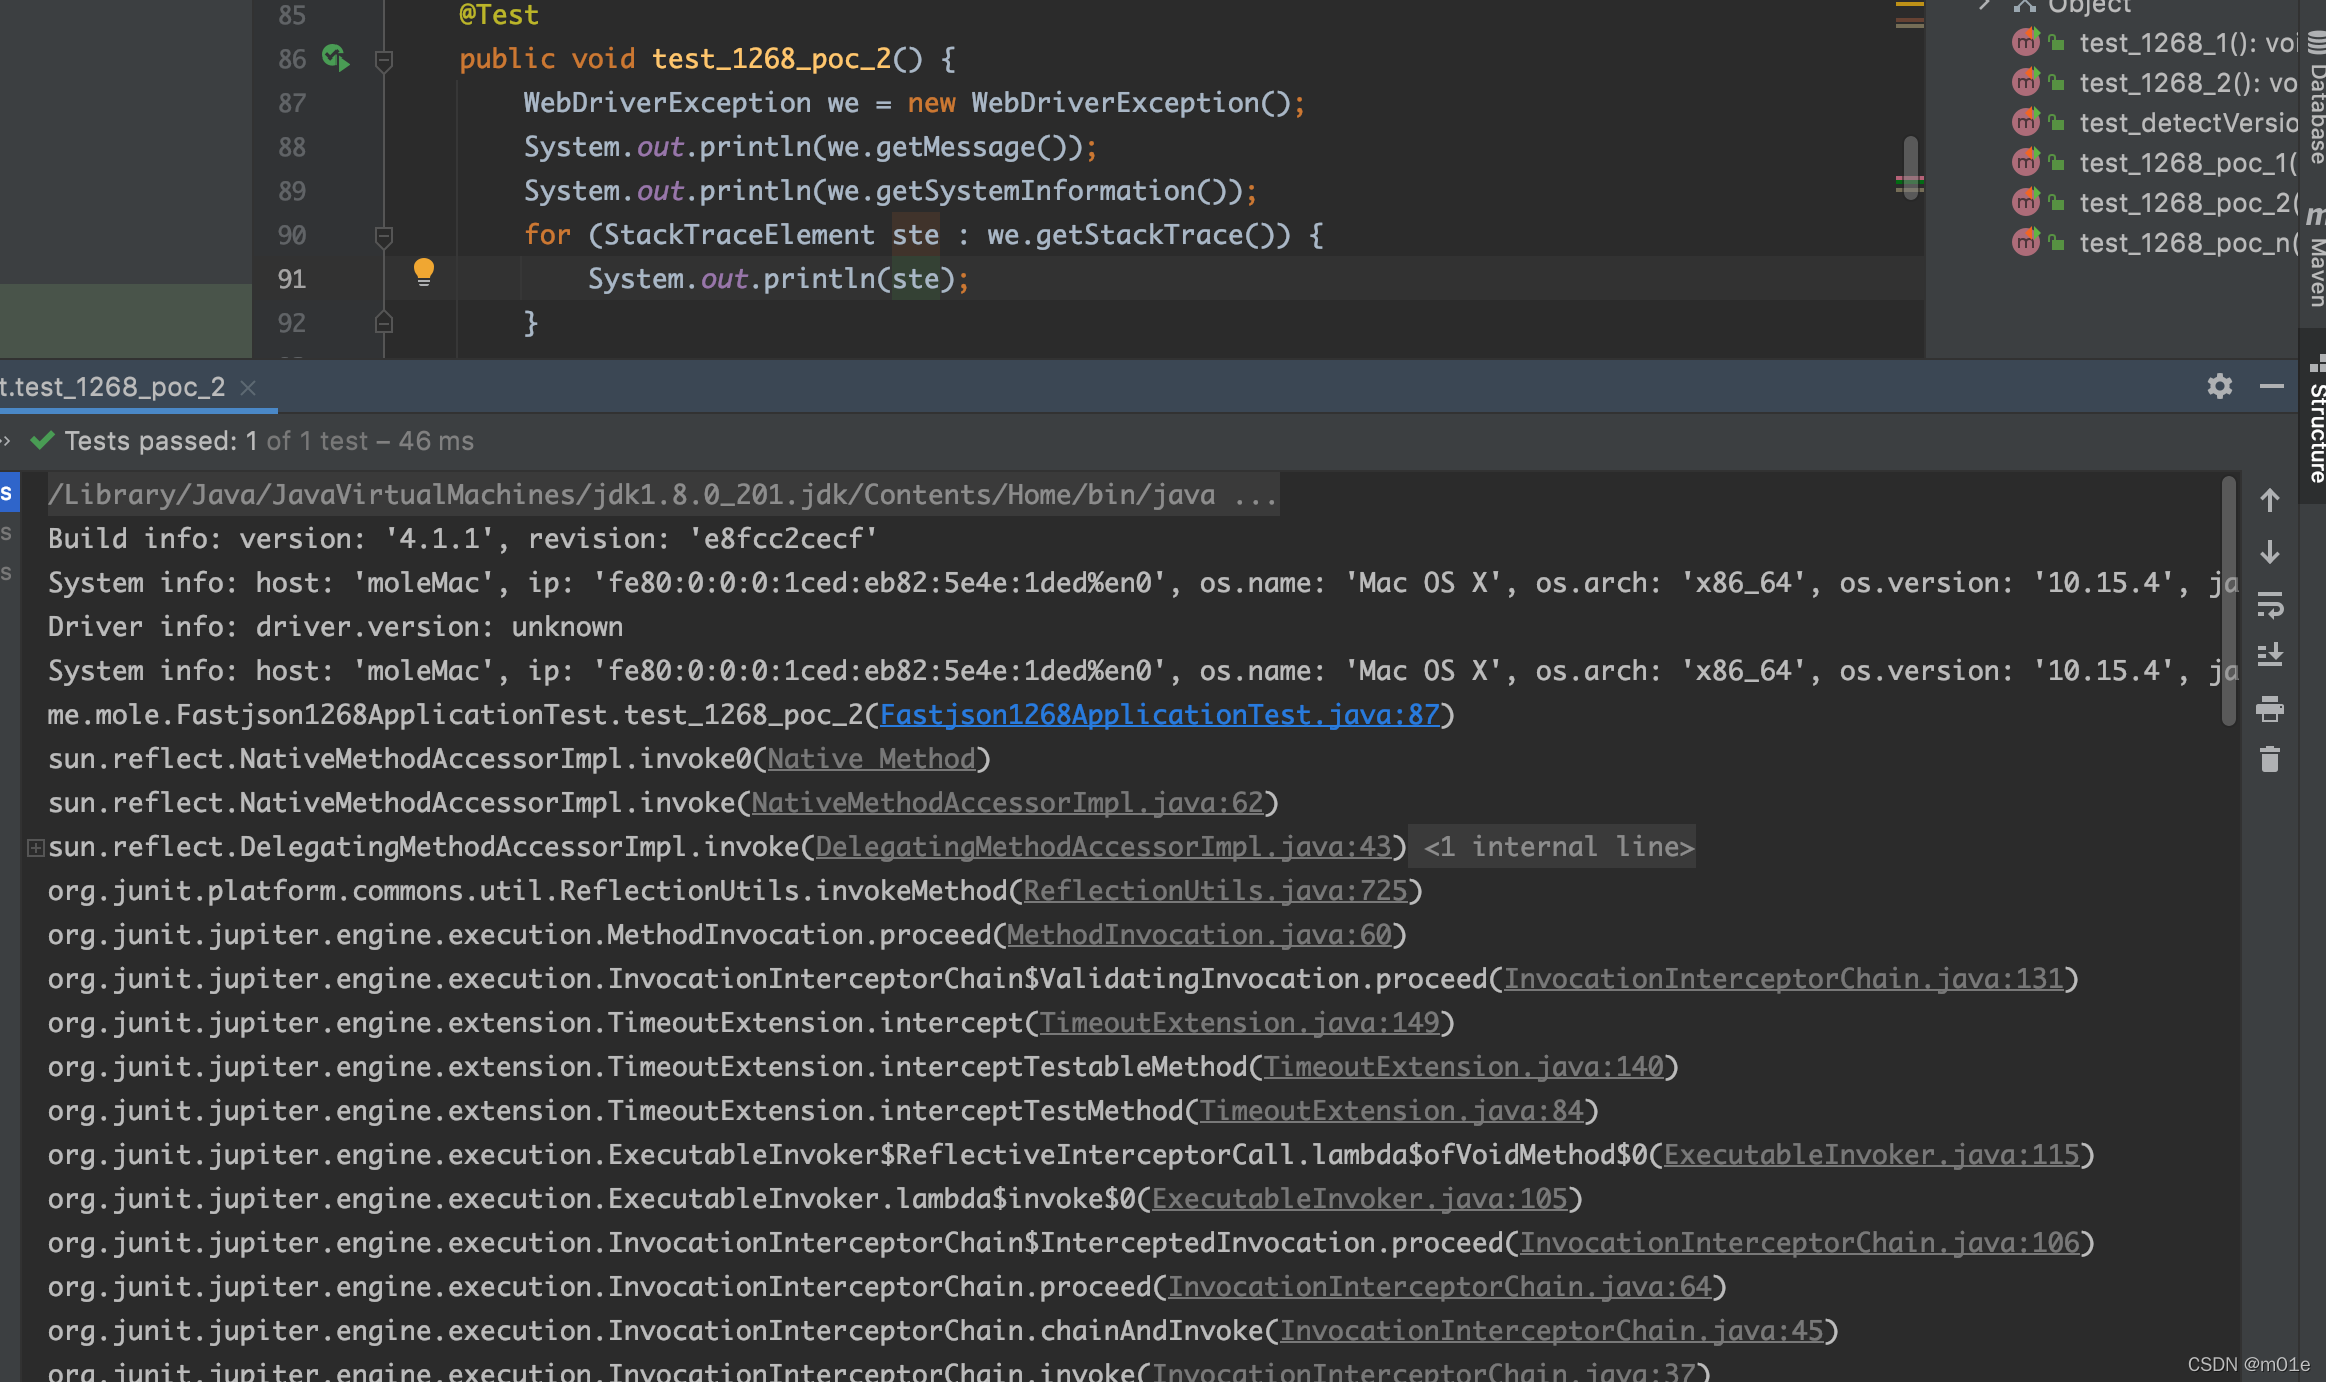 85 @Test
86 public void test_1268_poc_2() {
87 WebDriverException we = new WebDriverException();
88 System.out.println(we.getMessage());
89 System.out.println(we.getSystemInformation());
90 for (StackTraceElement ste : we.getStackTrace()) {
91 System.out.println(ste);
92 }
Object
test_1268_1(): voi
test_1268_2(): vo
test_detectVersio
test_1268_poc_1(
test_1268_poc_2(
test_1268_poc_n(
Database
Maven
Structure
t.test_1268_poc_2
Tests passed: 1 of 1 test – 46 ms
/Library/Java/JavaVirtualMachines/jdk1.8.0_201.jdk/Contents/Home/bin/java ...
Build info: version: '4.1.1', revision: 'e8fcc2cecf'
System info: host: 'moleMac', ip: 'fe80:0:0:0:1ced:eb82:5e4e:1ded%en0', os.name: 'Mac OS X', os.arch: 'x86_64', os.version: '10.15.4', ja
Driver info: driver.version: unknown
System info: host: 'moleMac', ip: 'fe80:0:0:0:1ced:eb82:5e4e:1ded%en0', os.name: 'Mac OS X', os.arch: 'x86_64', os.version: '10.15.4', ja
me.mole.Fastjson1268ApplicationTest.test_1268_poc_2(Fastjson1268ApplicationTest.java:87)
sun.reflect.NativeMethodAccessorImpl.invoke0(Native Method)
sun.reflect.NativeMethodAccessorImpl.invoke(NativeMethodAccessorImpl.java:62)
sun.reflect.DelegatingMethodAccessorImpl.invoke(DelegatingMethodAccessorImpl.java:43) <1 internal line>
org.junit.platform.commons.util.ReflectionUtils.invokeMethod(ReflectionUtils.java:725)
org.junit.jupiter.engine.execution.MethodInvocation.proceed(MethodInvocation.java:60)
org.junit.jupiter.engine.execution.InvocationInterceptorChain$ValidatingInvocation.proceed(InvocationInterceptorChain.java:131)
org.junit.jupiter.engine.extension.TimeoutExtension.intercept(TimeoutExtension.java:149)
org.junit.jupiter.engine.extension.TimeoutExtension.interceptTestableMethod(TimeoutExtension.java:140)
org.junit.jupiter.engine.extension.TimeoutExtension.interceptTestMethod(TimeoutExtension.java:84)
org.junit.jupiter.engine.execution.ExecutableInvoker$ReflectiveInterceptorCall.lambda$ofVoidMethod$0(ExecutableInvoker.java:115)
org.junit.jupiter.engine.execution.ExecutableInvoker.lambda$invoke$0(ExecutableInvoker.java:105)
org.junit.jupiter.engine.execution.InvocationInterceptorChain$InterceptedInvocation.proceed(InvocationInterceptorChain.java:106)
org.junit.jupiter.engine.execution.InvocationInterceptorChain.proceed(InvocationInterceptorChain.java:64)
org.junit.jupiter.engine.execution.InvocationInterceptorChain.chainAndInvoke(InvocationInterceptorChain.java:45)
org.junit.jupiter.engine.execution.InvocationInterceptorChain.invoke(InvocationInterceptorChain.java:37)
CSDN @m01e